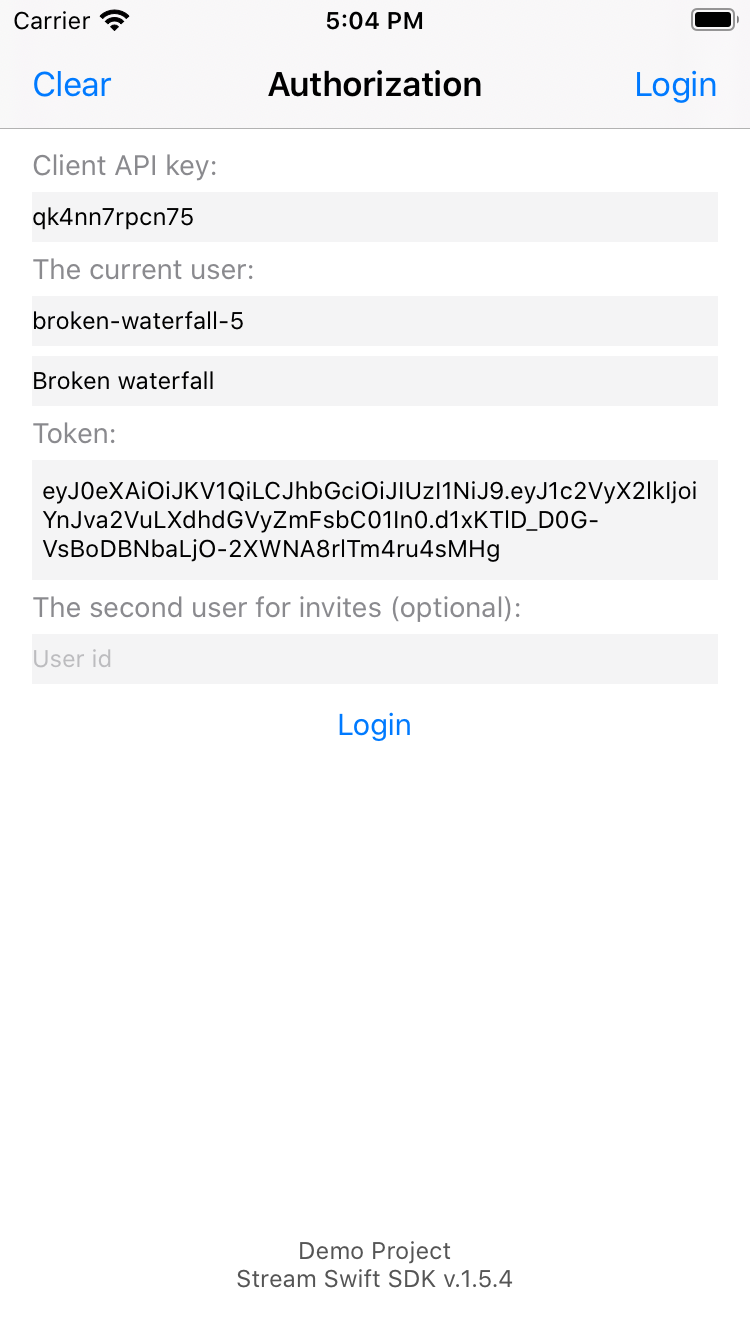 Carrier 5:04 PM
Clear Authorization Login
Client API key:
qk4nn7rpcn75
The current user:
broken-waterfall-5
Broken waterfall
Token:
eyJ0eXAiOiJKV1QiLCJhbGciOiJIUzI1NiJ9.eyJ1c2VyX2lkIjoi
YnJva2VuLXdhdGVyZmFsbC01In0.d1xKTlD_D0G-
VsBoDBNbaLjO-2XWNA8rlTm4ru4sMHg
The second user for invites (optional):
User id
Login
Demo Project
Stream Swift SDK v.1.5.4